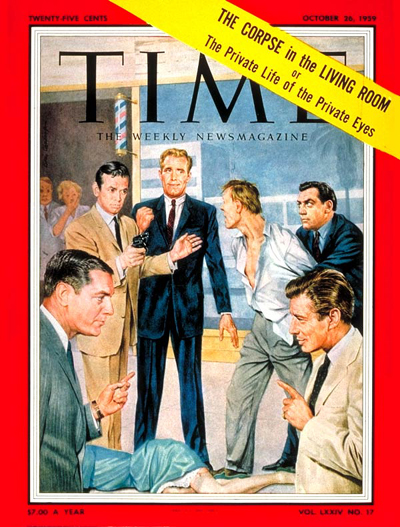 TWENTY-FIVE CENTS
OCTOBER 26, 1959
THE CORPSE in the LIVING ROOM
or
The Private Life of the Private Eyes
TIME
THE WEEKLY NEWSMAGAZINE
$7.00 A YEAR
VOL. LXXIV NO. 17